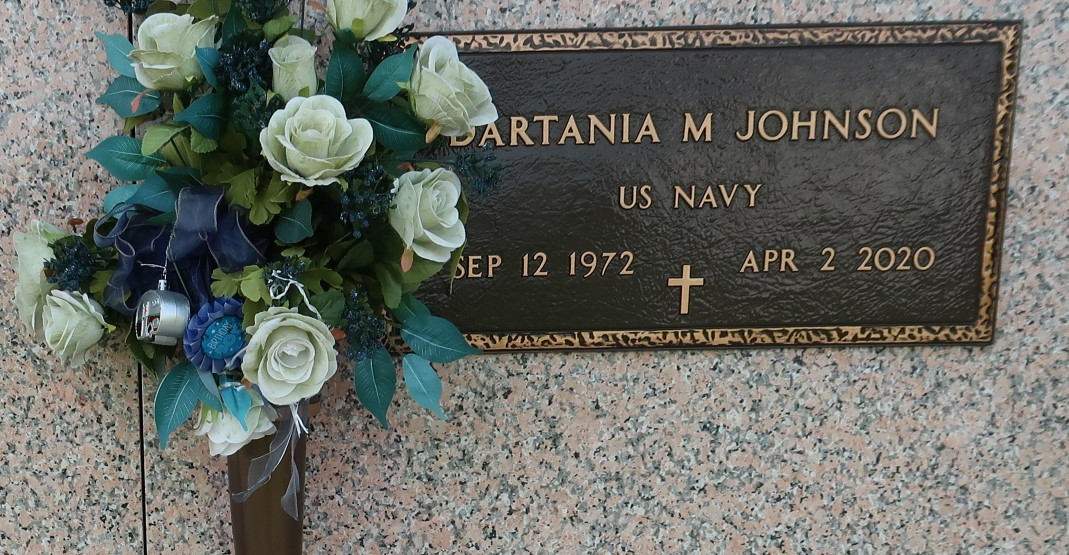 DARTANIA M JOHNSON
US NAVY
SEP 12 1972 APR 2 2020